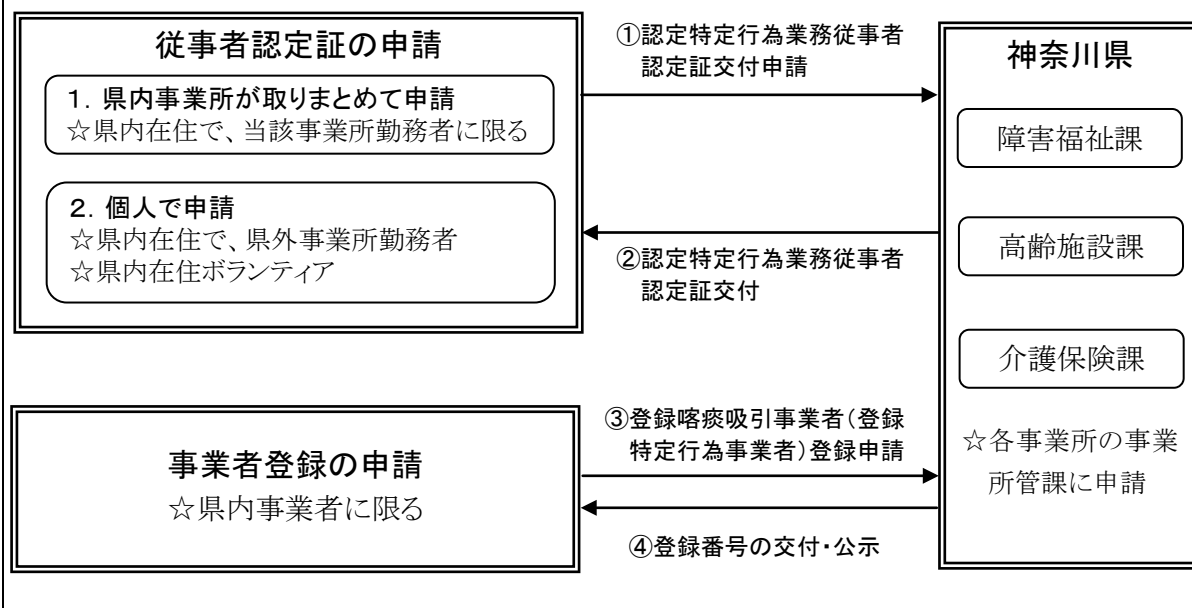 従事者認定証の申請
１．県内事業所が取りまとめて申請
☆県内在住で、当該事業所勤務者に限る
２．個人で申請
☆県内在住で、県外事業所勤務者
☆県内在住ボランティア
①認定特定行為業務従事者
認定証交付申請
②認定特定行為業務従事者
認定証交付
神奈川県
障害福祉課
高齢施設課
介護保険課
☆各事業所の事業
所管課に申請
事業者登録の申請
☆県内事業者に限る
③登録喀痰吸引事業者（登録
特定行為事業者）登録申請
④登録番号の交付・公示